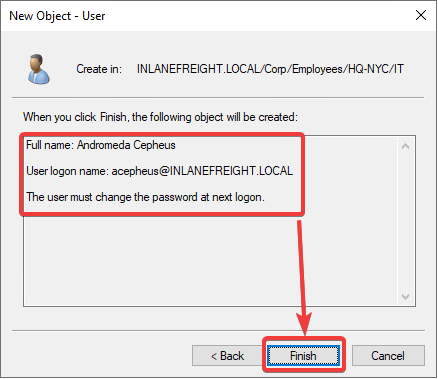 New Object - User
Create in: INLANEFREIGHT.LOCAL/Corp/Employees/HQ-NYC/IT
When you click Finish, the following object will be created:
Full name: Andromeda Cepheus
User logon name: acepheus@INLANEFREIGHT.LOCAL
The user must change the password at next logon.
< Back Finish Cancel